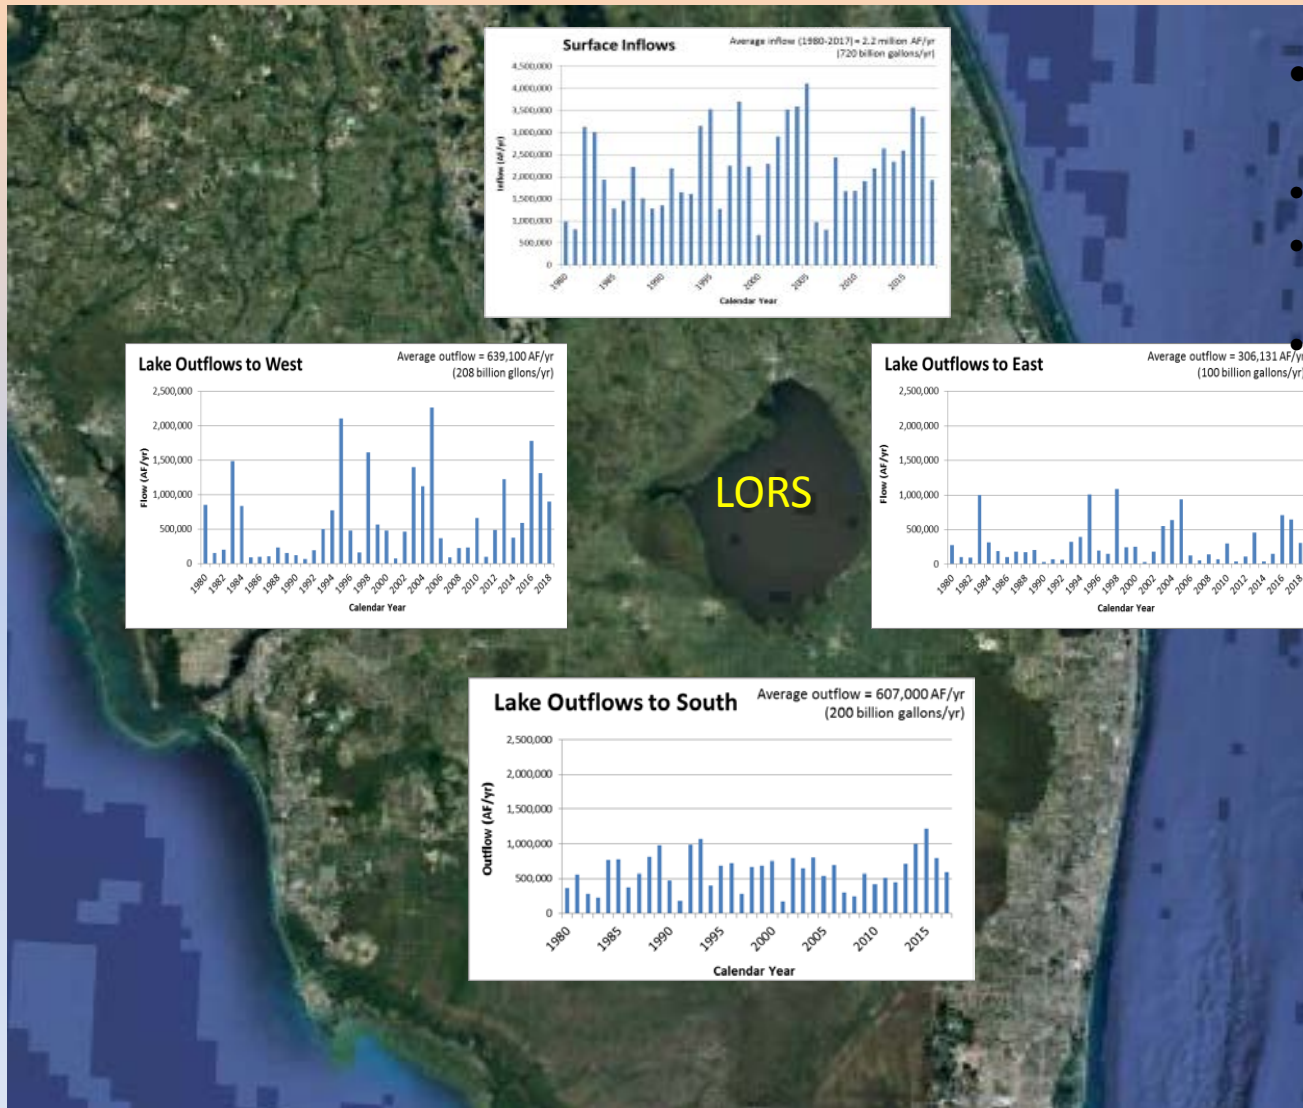 Surface Inflows
Average inflow (1980-2017) = 2.2 million AF/yr
(720 billion gallons/yr)
4,500,000
4,000,000
3,500,000
3,000,000
2,500,000
2,000,000
1,500,000
1,000,000
500,000
0
Inflow (AF/yr)
1980 1985 1990 1995 2000 2005 2010 2015
Calendar Year
Lake Outflows to West
Average outflow = 639,100 AF/yr
(208 billion gllons/yr)
2,500,000
2,000,000
1,500,000
1,000,000
500,000
0
Flow (AF/yr)
1980 1982 1984 1986 1988 1990 1992 1994 1996 1998 2000 2002 2004 2006 2008 2010 2012 2014 2016 2018
Calendar Year
LORS
Lake Outflows to East
Average outflow = 306,131 AF/yr
(100 billion gallons/yr)
2,500,000
2,000,000
1,500,000
1,000,000
500,000
0
Flow (AF/yr)
1980 1982 1984 1986 1988 1990 1992 1994 1996 1998 2000 2002 2004 2006 2008 2010 2012 2014 2016 2018
Calendar Year
Lake Outflows to South
Average outflow = 607,000 AF/yr
(200 billion gallons/yr)
2,500,000
2,000,000
1,500,000
1,000,000
500,000
0
Outflow (AF/yr)
1980 1985 1990 1995 2000 2005 2010 2015
Calendar Year